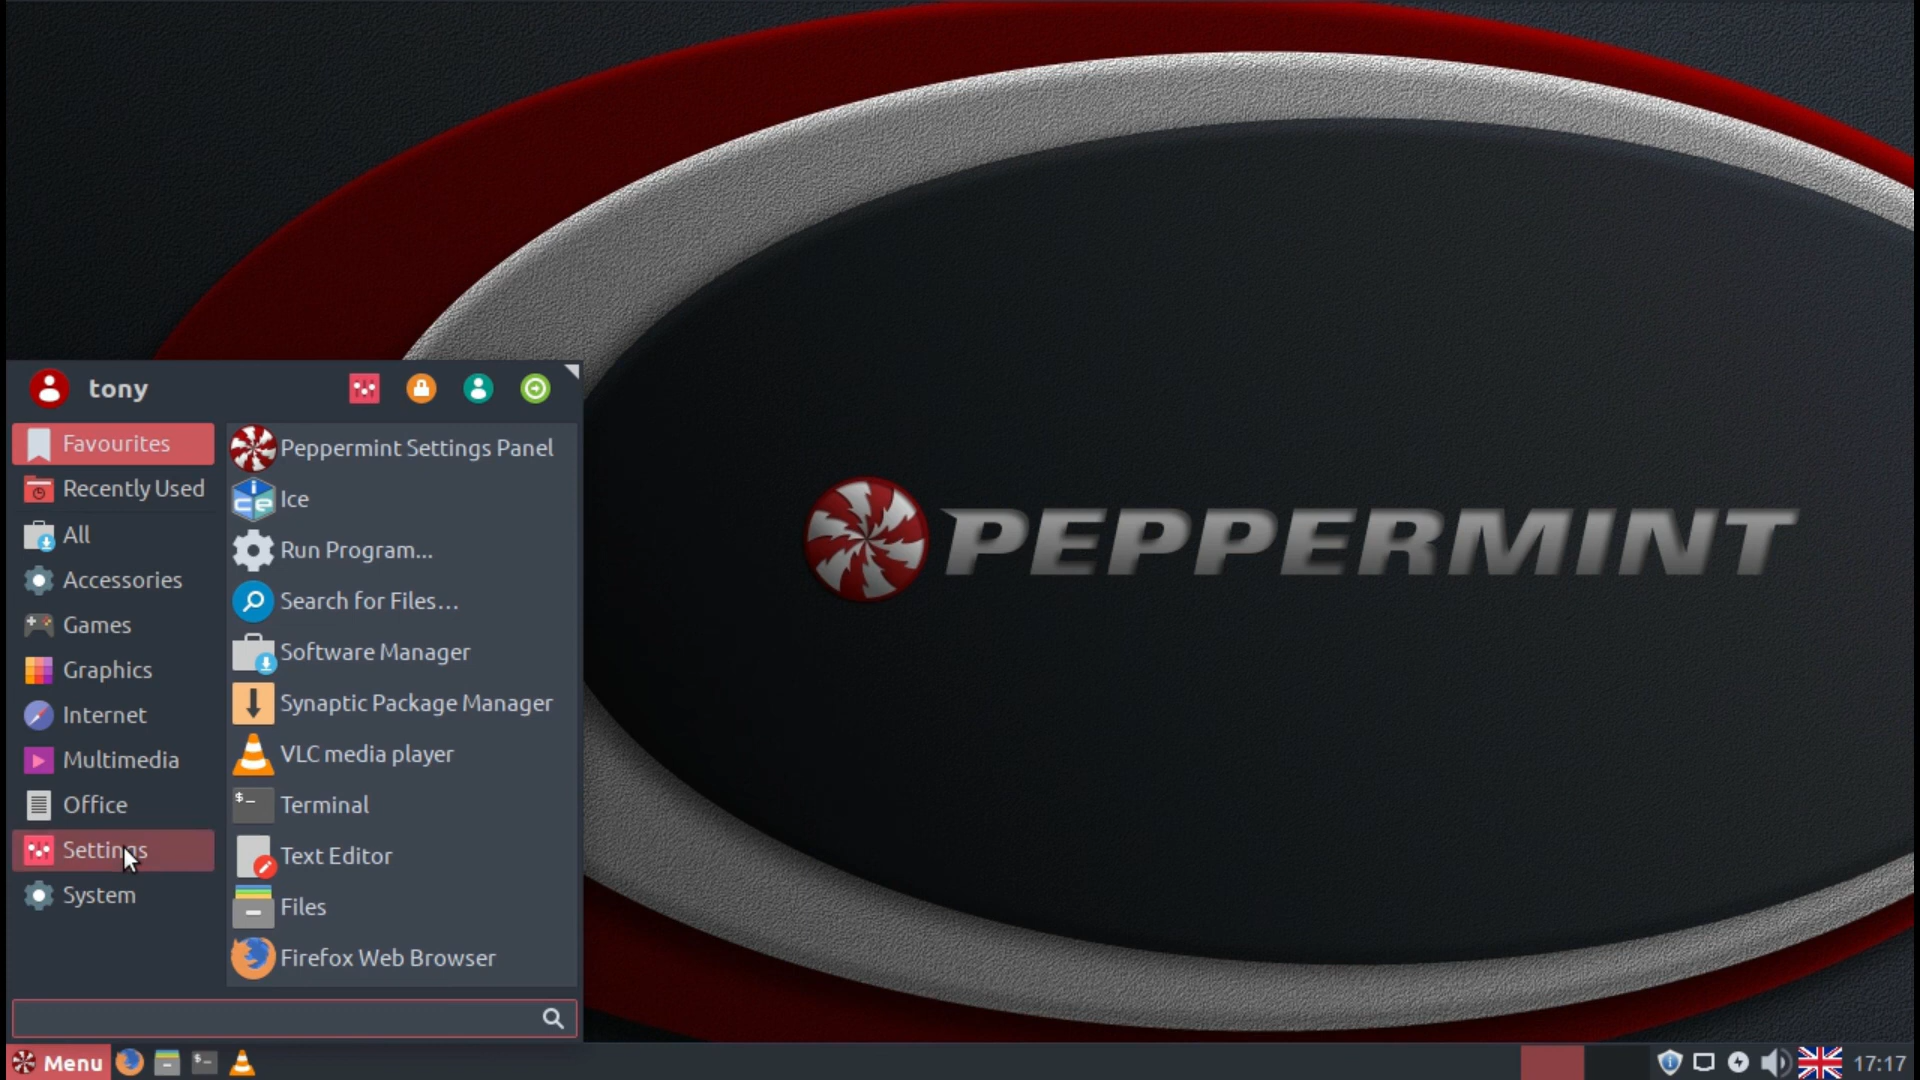 tony
Favourites
Recently Used
All
Accessories
Games
Graphics
Internet
Multimedia
Office
Settings
System
Peppermint Settings Panel
Ice
Run Program...
Search for Files...
Software Manager
Synaptic Package Manager
VLC media player
Terminal
Text Editor
Files
Firefox Web Browser
PEPPERMINT
Menu
17:17